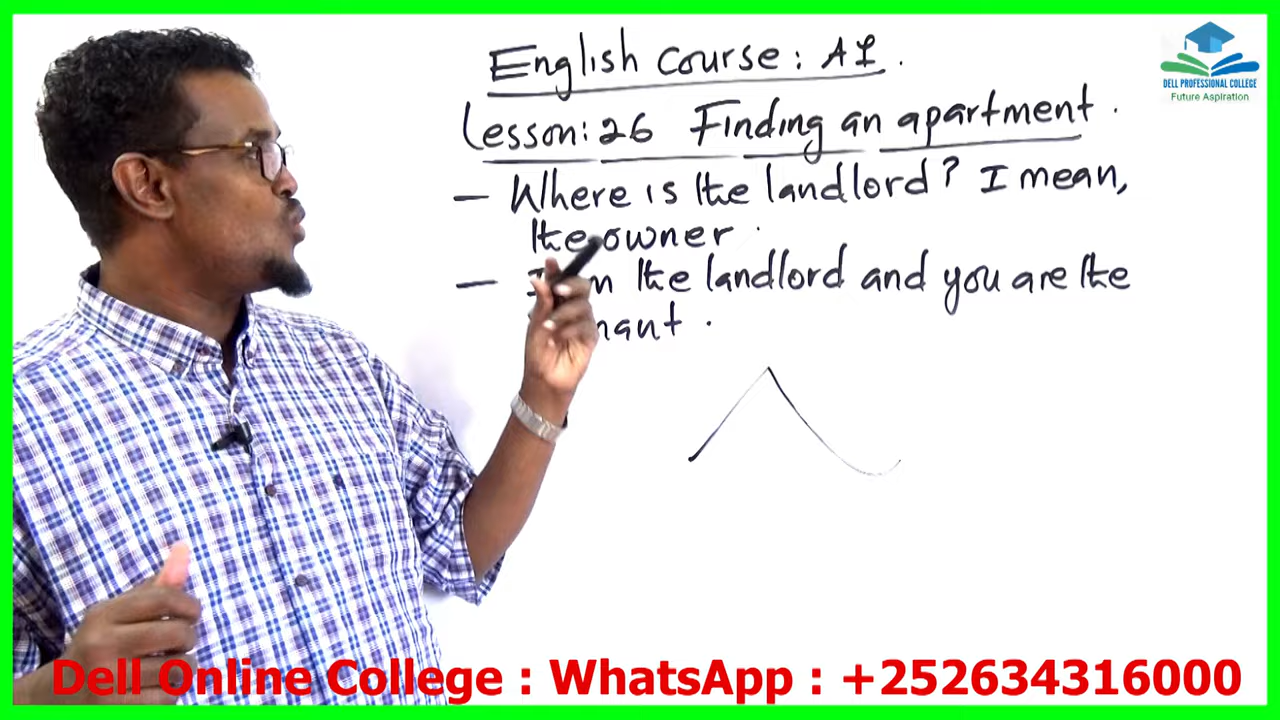 English course: A1.
Lesson: 26 Finding an apartment.
— Where is the landlord? I mean,
the owner.
— the landlord and you are the
.
DELL PROFESSIONAL COLLEGE
Future Aspiration
Dell Online College : WhatsApp : +252634316000